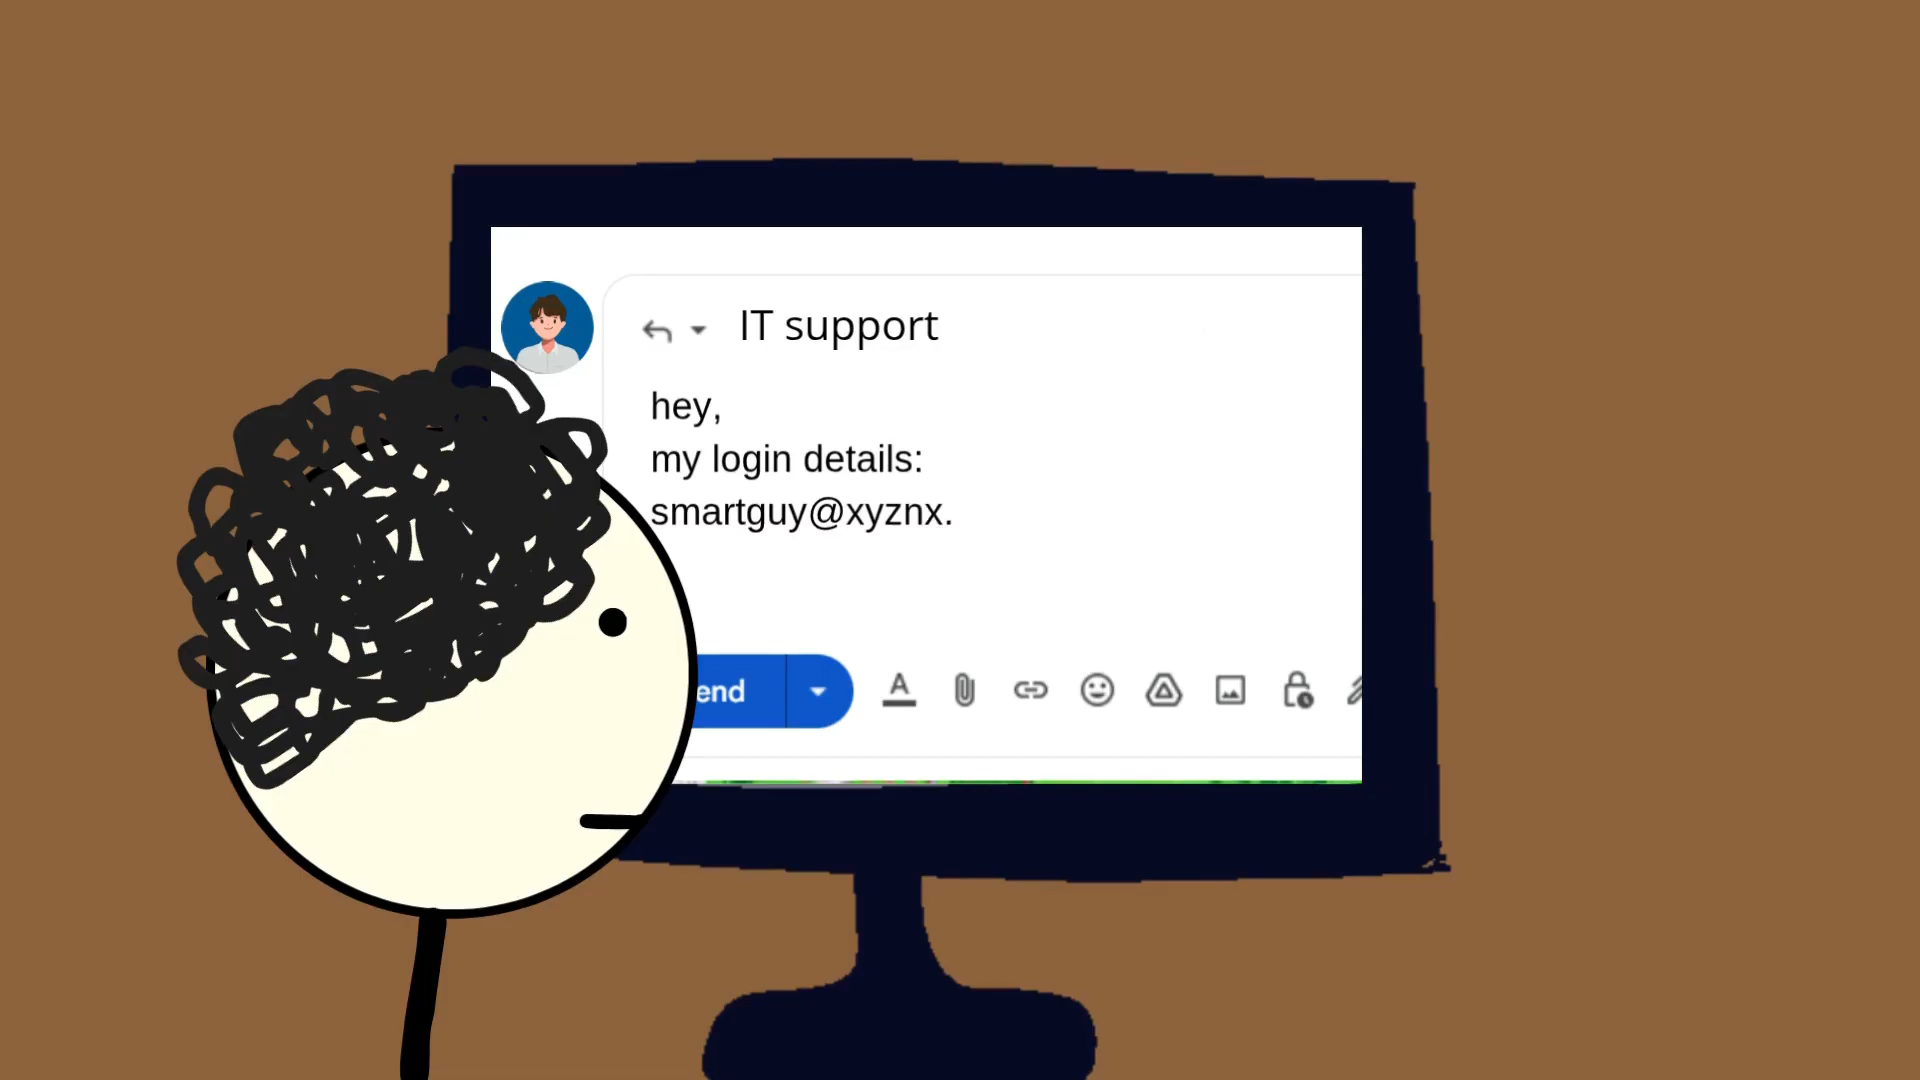 IT support
hey,
my login details:
smartguy@xyznx.
end